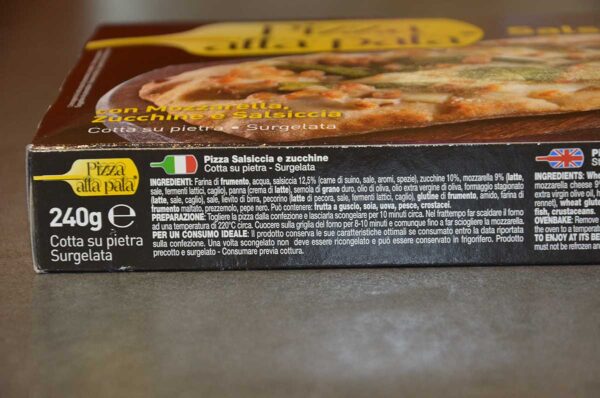 Pizza
alla pala
Sals
con Mozzarella,
Zucchine e Salsiccia
Cotta su pietra • Surgelata
Pizza
alla pala
240g ℮
Cotta su pietra
Surgelata
Pizza Salsiccia e zucchine
Cotta su pietra - Surgelata
INGREDIENTI: Farina di frumento, acqua, salsiccia 12,5% (carne di suino, sale, aromi, spezie), zucchine 10%, mozzarella 9% (latte,
sale, fermenti lattici, caglio), panna (crema di latte), semola di grano duro, olio di oliva, olio extra vergine di oliva, formaggio stagionato
(latte, sale, caglio), sale, lievito di birra, pecorino (latte di pecora, sale, fermenti lattici, caglio), glutine di frumento, amido, farina di
frumento maltato, prezzemolo, pepe nero. Può contenere: frutta a guscio, soia, uova, pesce, crostacei.
PREPARAZIONE: Togliere la pizza dalla confezione e lasciarla scongelare per 10 minuti circa. Nel frattempo far scaldare il forno
ad una temperatura di 220°C circa. Cuocere sulla griglia del forno per 8-10 minuti e comunque fino a far sciogliere la mozzarella.
PER UN CONSUMO IDEALE: Il prodotto conserva le sue caratteristiche ottimali se consumato entro la data riportata
sulla confezione. Una volta scongelato non deve essere ricongelato e può essere conservato in frigorifero. Prodotto
precotto e surgelato - Consumare previa cottura.
Pi
INGREDIENTS: Whe
mozzarella cheese 9
extra virgin olive oil,
rennet), wheat glute
fish, crustaceans.
OVENBAKE: Remove
the oven to a temperatu
TO ENJOY AT ITS BE
must not be refrozen an